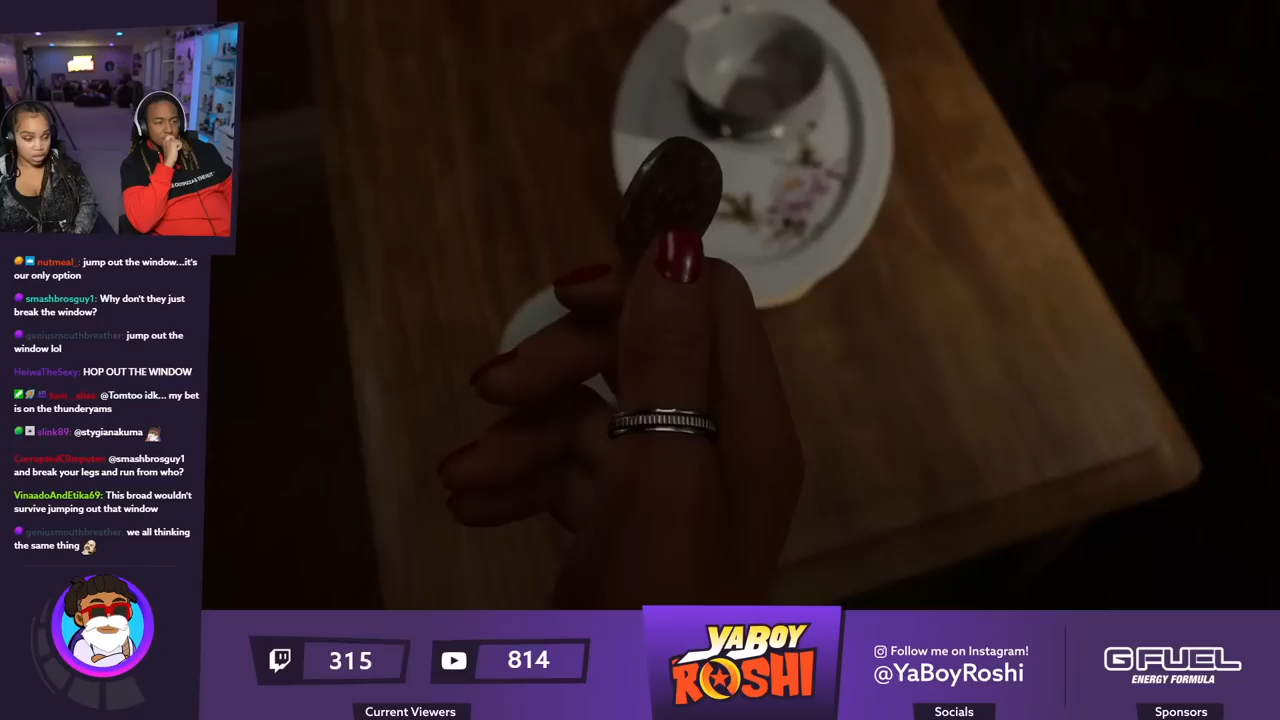 nutmeal_: jump out the window...it's
our only option
smashbrosguy1: Why don't they just
break the window?
geniusmouthbreather: jump out the
window lol
HeiwaTheSexy: HOP OUT THE WINDOW
@Tomtoo idk... my bet
is on the thunderyams
slink89: @stygianakuma
CorruptedC0mputer: @smashbrosguy1
and break your legs and run from who?
VinaadoAndEtika69: This broad wouldn't
survive jumping out that window
geniusmouthbreather: we all thinking
the same thing
315
814
Current Viewers
YABOY
ROSHI
Follow me on Instagram!
@YaBoyRoshi
Socials
G FUEL
ENERGY FORMULA
Sponsors